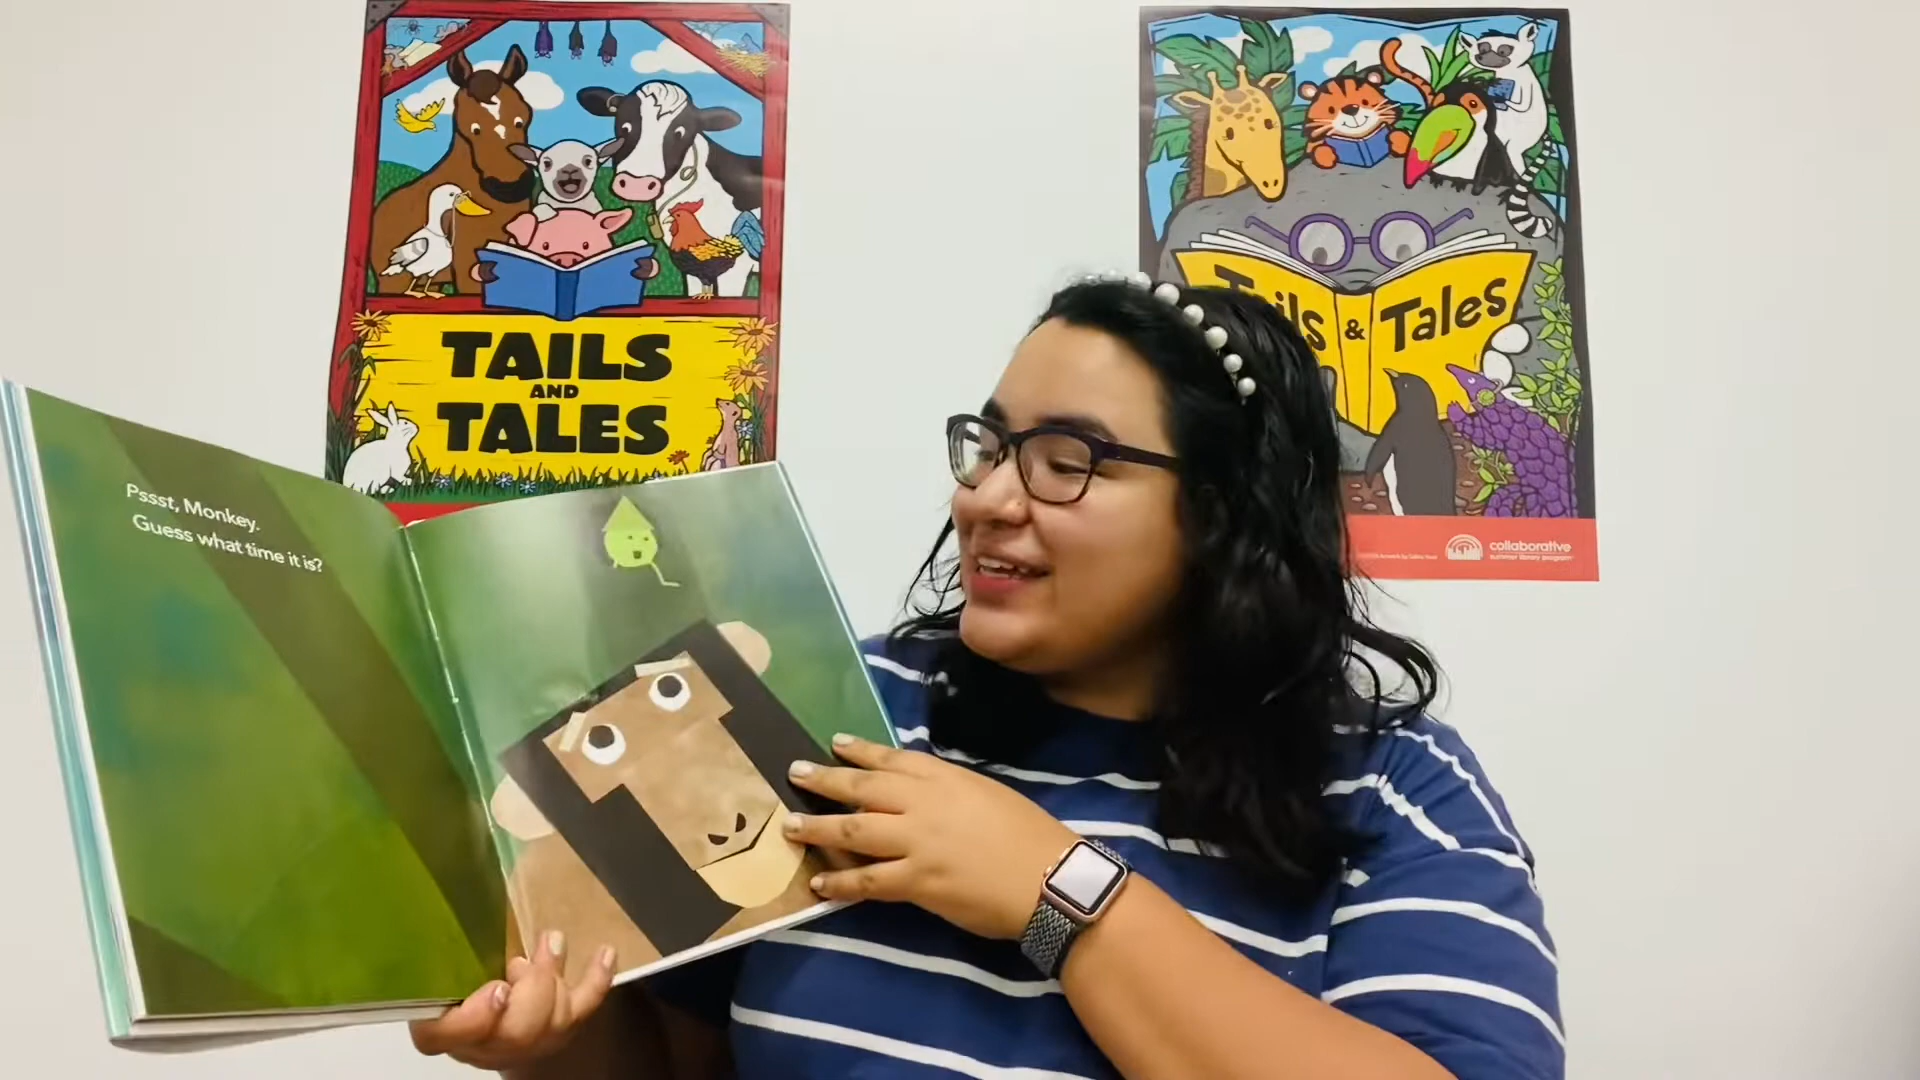 TAILS
AND
TALES
Tails & Tales
collaborative
summer library program
Pssst, Monkey.
Guess what time it is?